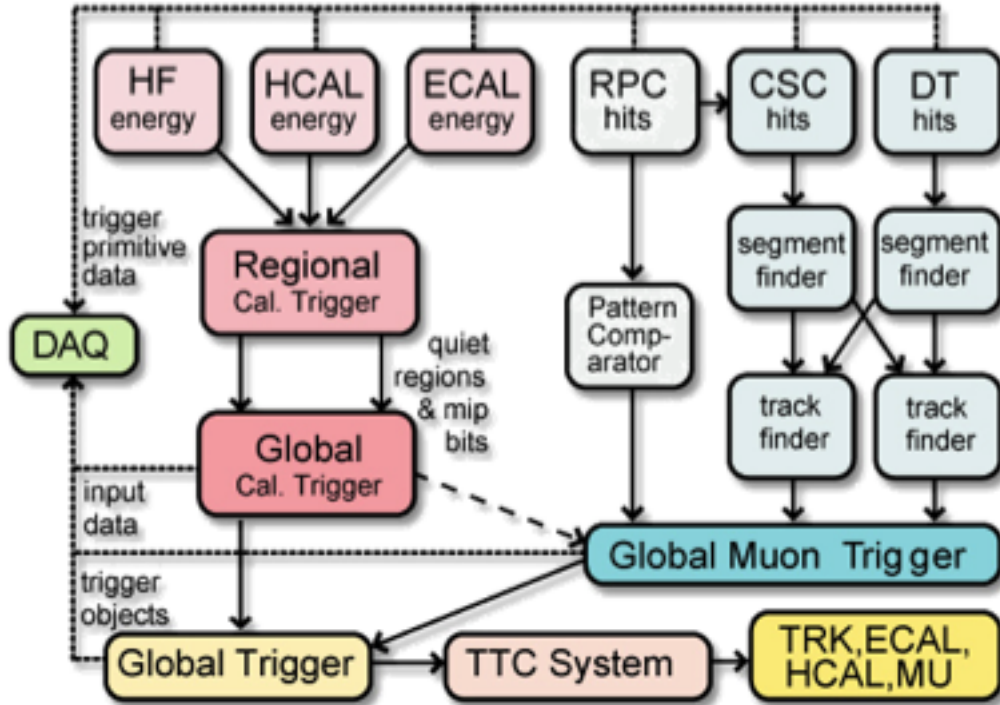 HF
energy
HCAL
energy
ECAL
energy
RPC
hits
CSC
hits
DT
hits
trigger
primitive
data
Regional
Cal. Trigger
segment
finder
segment
finder
DAQ
Pattern
Comp-
arator
quiet
regions
& mip
bits
Global
Cal. Trigger
track
finder
track
finder
input
data
Global Muon Trigger
trigger
objects
Global Trigger
TTC System
TRK,ECAL,
HCAL,MU